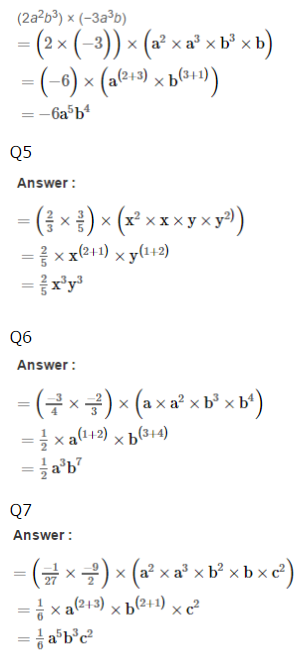 (2a²b³) × (−3a³b)
= (2 × (−3)) × (a² × a³ × b³ × b)
= (−6) × (a⁽²⁺³⁾ × b⁽³⁺¹⁾)
= −6a⁵b⁴
Q5
Answer :
= (2/3 × 3/5) × (x² × x × y × y²⁾)
= 2/5 × x⁽²⁺¹⁾ × y⁽¹⁺²⁾
= 2/5 x³y³
Q6
Answer :
= (−3/4 × −2/3) × (a × a² × b³ × b⁴)
= 1/2 × a⁽¹⁺²⁾ × b⁽³⁺⁴⁾
= 1/2 a³b⁷
Q7
Answer :
= (−1/27 × −9/2) × (a² × a³ × b² × b × c²)
= 1/6 × a⁽²⁺³⁾ × b⁽²⁺¹⁾ × c²
= 1/6 a⁵b³c²